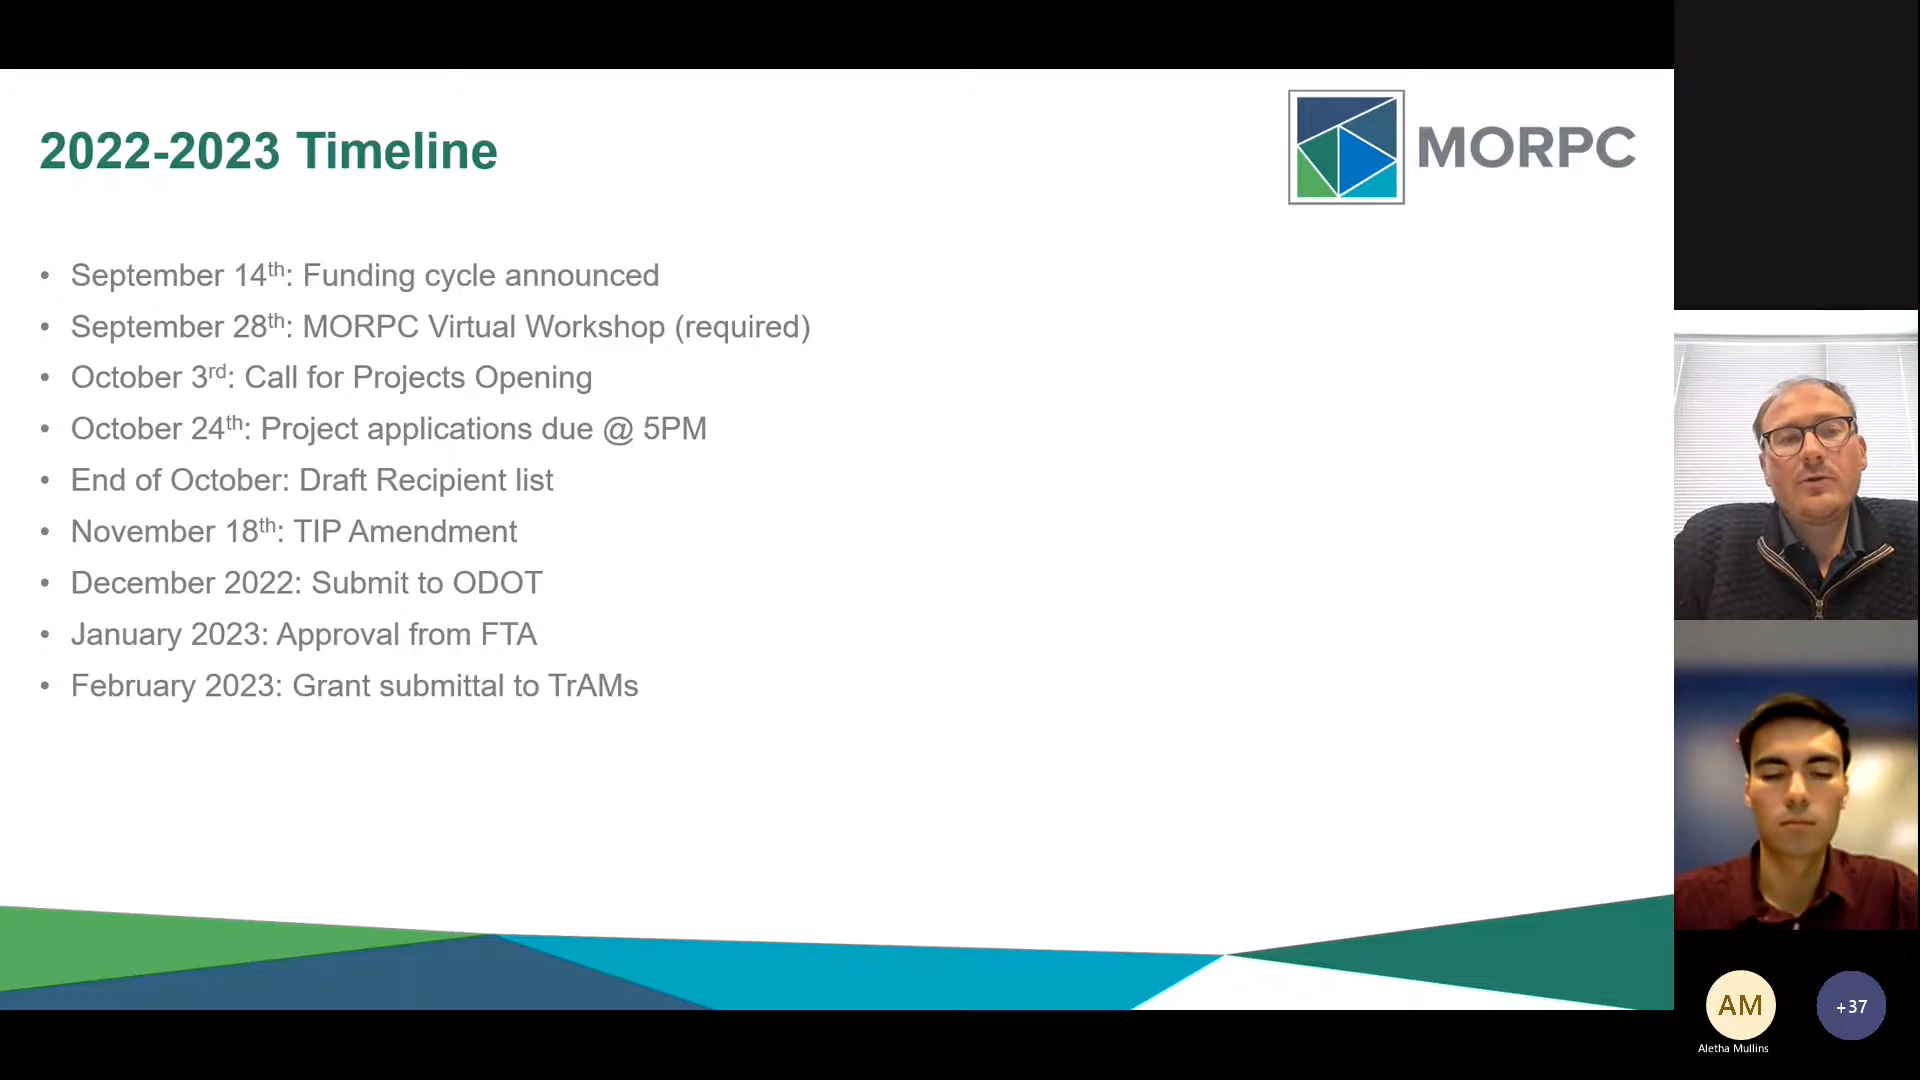 2022-2023 Timeline
MORPC
• September 14th: Funding cycle announced
• September 28th: MORPC Virtual Workshop (required)
• October 3rd: Call for Projects Opening
• October 24th: Project applications due @ 5PM
• End of October: Draft Recipient list
• November 18th: TIP Amendment
• December 2022: Submit to ODOT
• January 2023: Approval from FTA
• February 2023: Grant submittal to TrAMs
AM
+37
Aletha Mullins